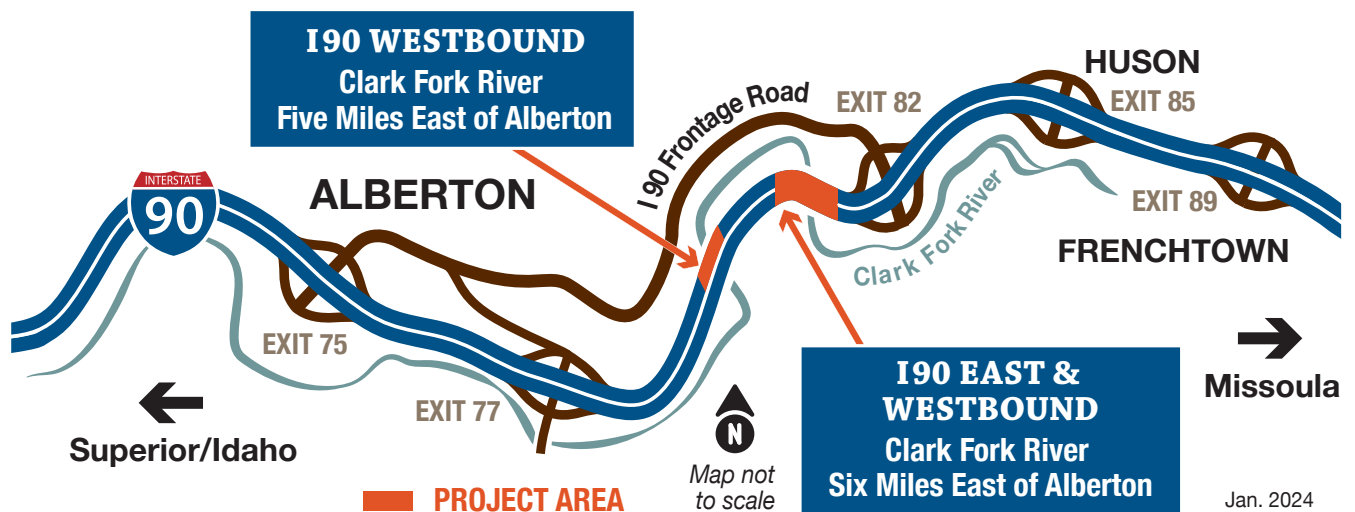 I90 WESTBOUND
Clark Fork River
Five Miles East of Alberton
HUSON
EXIT 85
EXIT 82
I 90 Frontage Road
INTERSTATE
90
ALBERTON
EXIT 89
FRENCHTOWN
Clark Fork River
EXIT 75
EXIT 77
Superior/Idaho
Missoula
N
Map not
to scale
I90 EAST &
WESTBOUND
Clark Fork River
Six Miles East of Alberton
PROJECT AREA
Jan. 2024